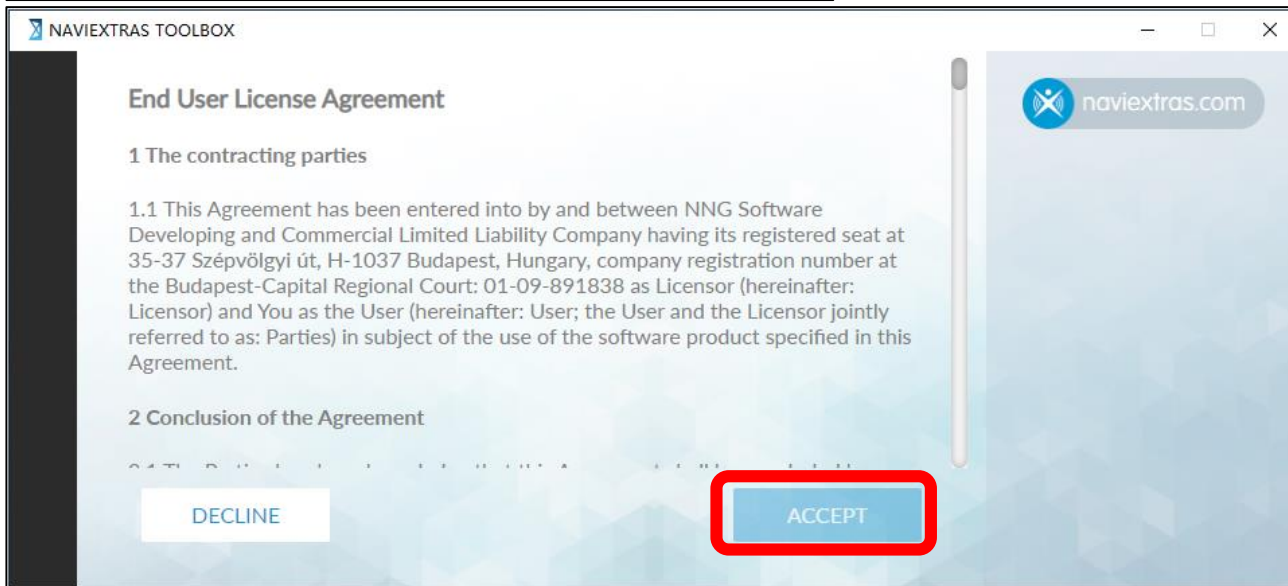 NAVIEXTRAS TOOLBOX
End User License Agreement
naviextras.com
1 The contracting parties
1.1 This Agreement has been entered into by and between NNG Software
Developing and Commercial Limited Liability Company having its registered seat at
35-37 Szépvölgyi út, H-1037 Budapest, Hungary, company registration number at
the Budapest-Capital Regional Court: 01-09-891838 as Licensor (hereinafter:
Licensor) and You as the User (hereinafter: User; the User and the Licensor jointly
referred to as: Parties) in subject of the use of the software product specified in this
Agreement.
2 Conclusion of the Agreement
DECLINE
ACCEPT